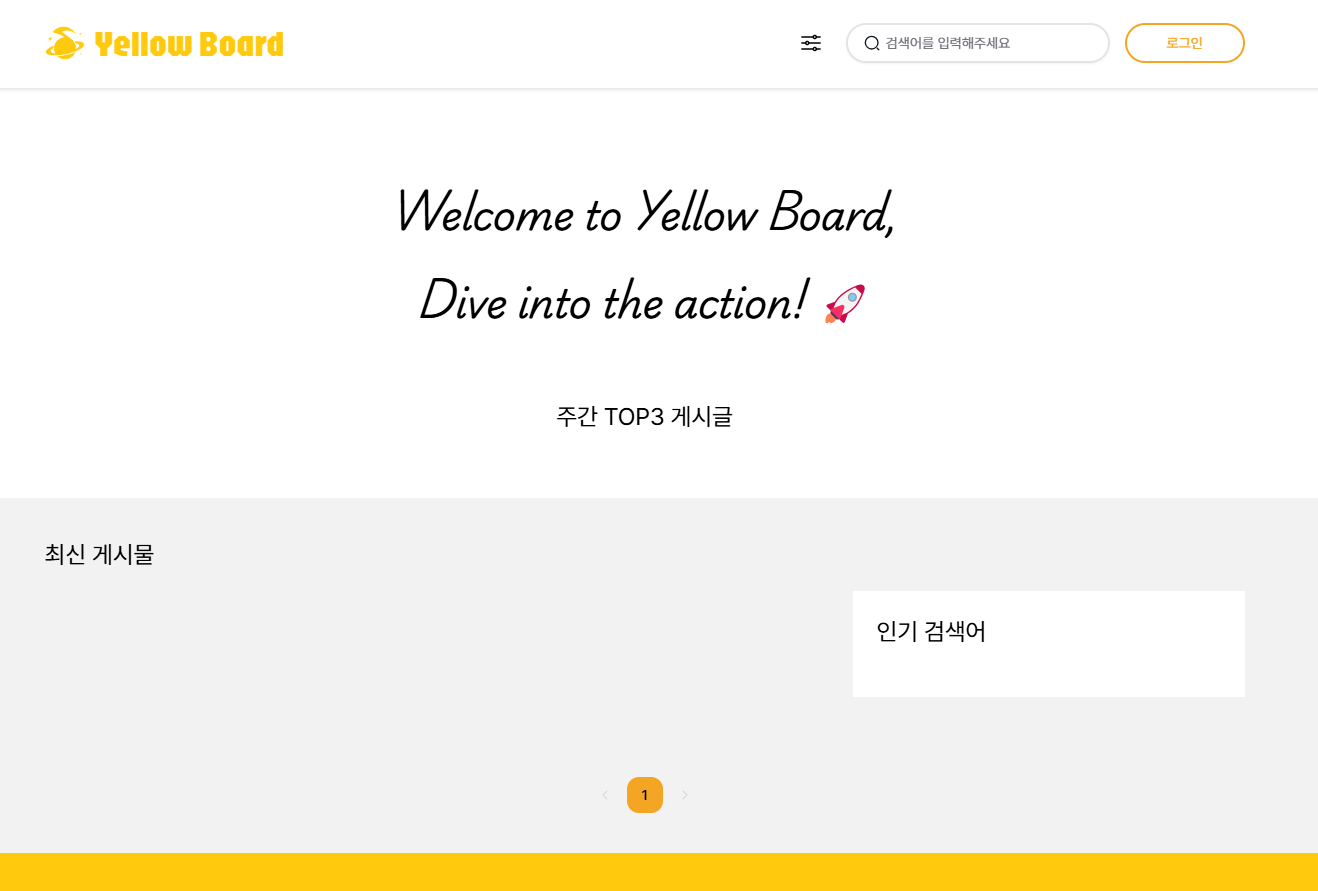 Yellow Board
검색어를 입력해주세요
로그인
Welcome to Yellow Board,
Dive into the action! 🚀
주간 TOP3 게시글
최신 게시물
인기 검색어
1